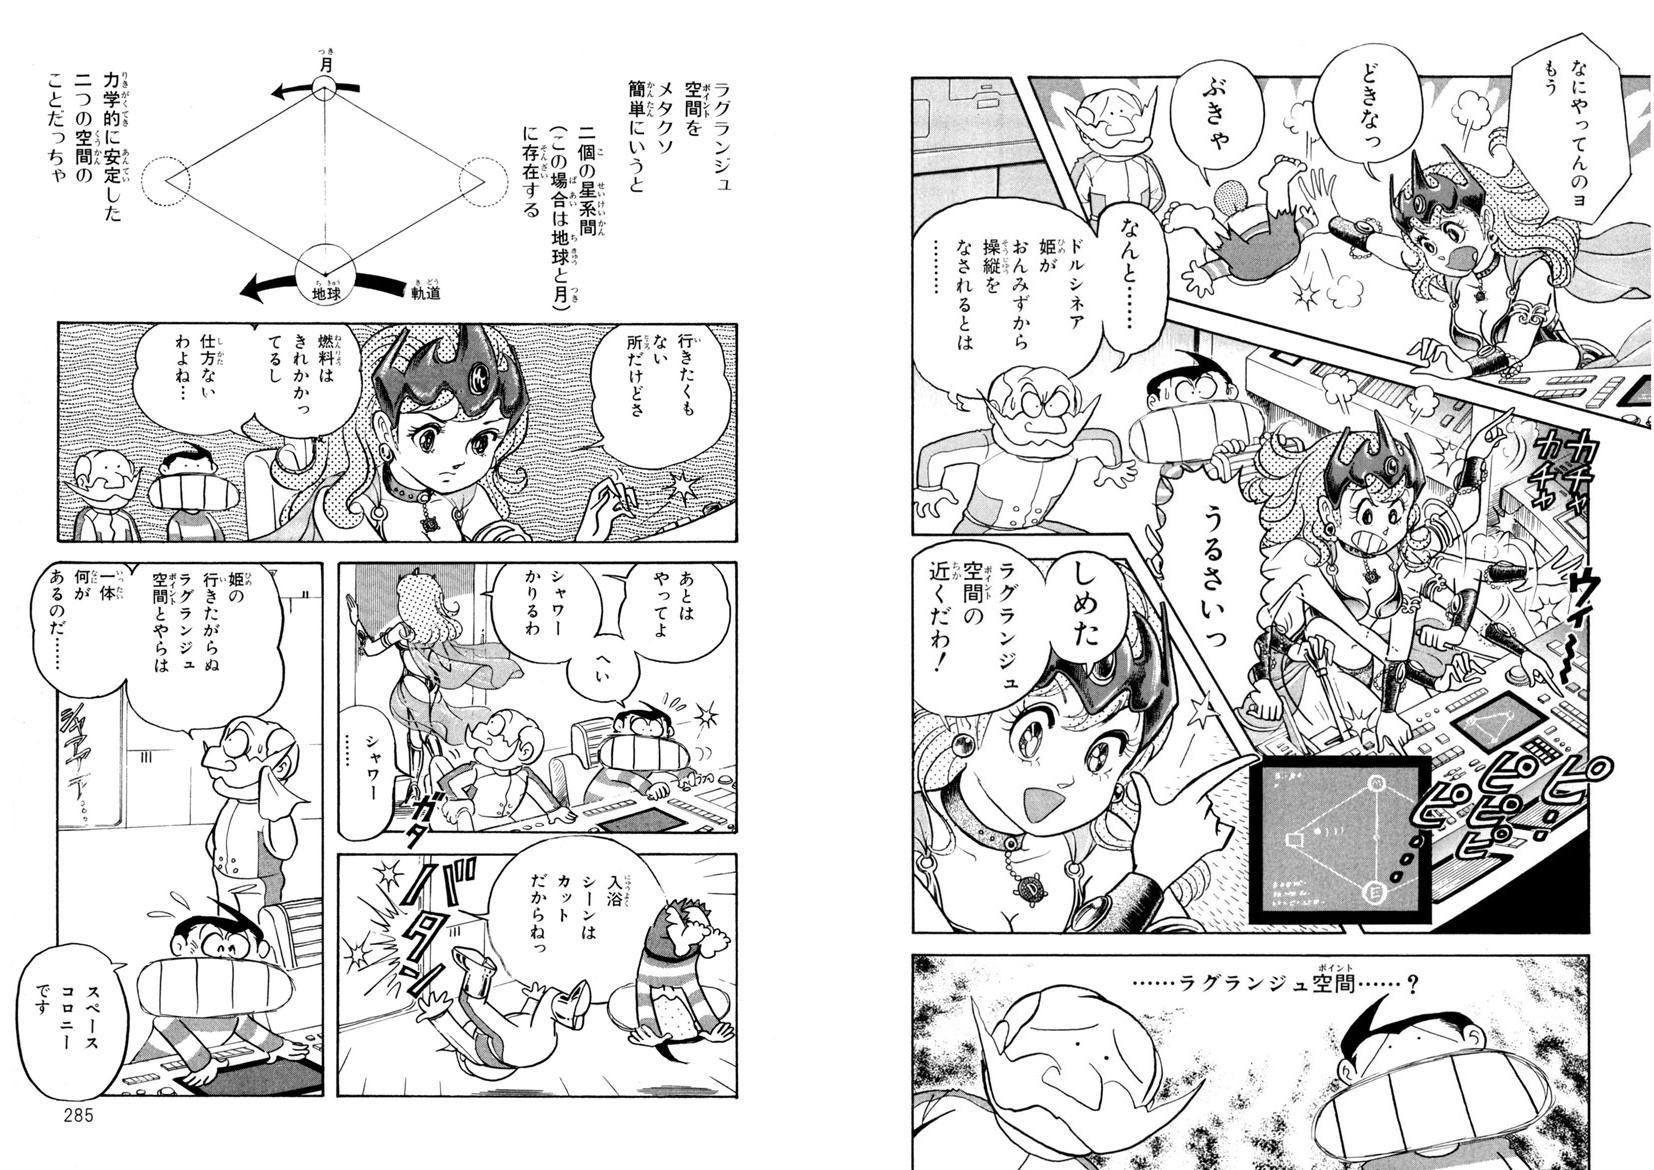 なにやってんのヨ
もう
どきなっ
ぶきゃ
なんと……
ドルシネア
姫が
おんみずから
操縦を
なされるとは
………
カチャ
カチャ
ウィ〜
うるさいっ
ピピピ
ピピピピ
ピピ
しめた
ラグランジュ
空間の
近くだわ!
E
D
……ラグランジュ空間……?
ラグランジュ
空間を
メタクソ
簡単にいうと
二個の星系間
(この場合は地球と月)
に存在する
月
地球
軌道
力学的に安定した
二つの空間の
ことだっちゃ
行きたくも
ない
所だけどさ
燃料は
きれかかっ
てるし
仕方ない
わよね…
あとは
やってよ
へい
シャワー
かりるわ
シャワー
……
ガタ
バタン
入浴
シーンは
カット
だからねっ
姫の
行きたがらぬ
ラグランジュ
空間とやらは
一体
何が
あるのだ……
シャアアア…
スペース
コロニー
です
285